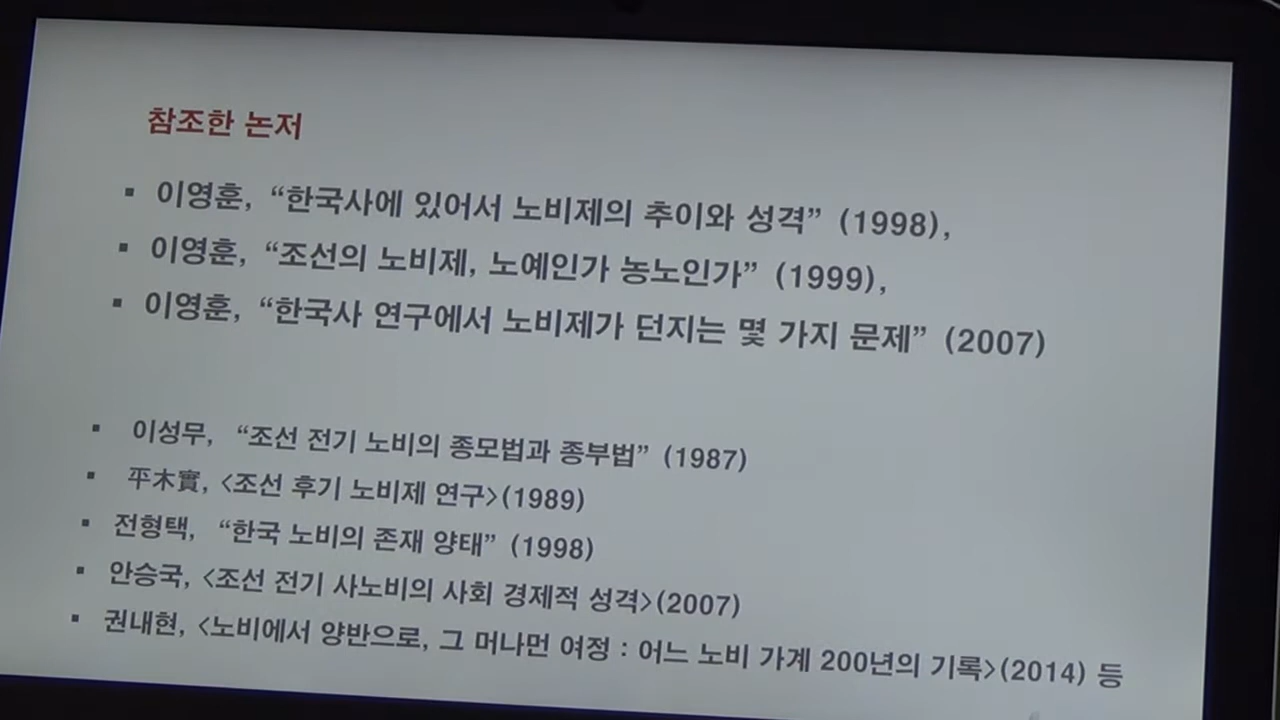 참조한 논저
▪ 이영훈, “한국사에 있어서 노비제의 추이와 성격” (1998),
▪ 이영훈, “조선의 노비제, 노예인가 농노인가” (1999),
▪ 이영훈, “한국사 연구에서 노비제가 던지는 몇 가지 문제” (2007)
▪ 이성무, “조선 전기 노비의 종모법과 종부법” (1987)
▪ 平木實, <조선 후기 노비제 연구>(1989)
▪ 전형택, “한국 노비의 존재 양태” (1998)
▪ 안승국, <조선 전기 사노비의 사회 경제적 성격>(2007)
▪ 권내현, <노비에서 양반으로, 그 머나먼 여정 : 어느 노비 가계 200년의 기록>(2014) 등